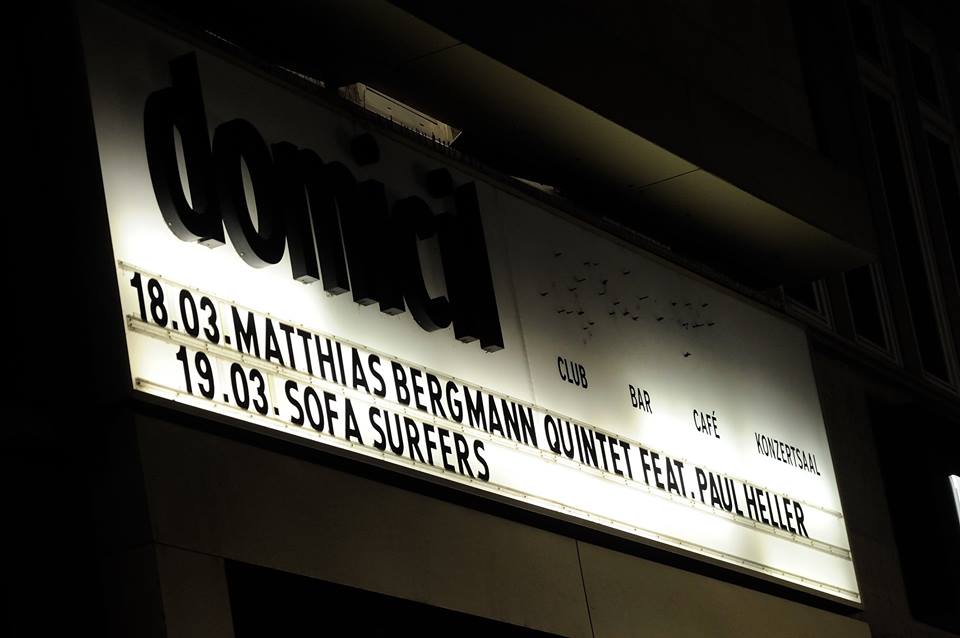 domicil
CLUB BAR CAFÉ KONZERTSAAL
18.03.MATTHIAS BERGMANN QUINTET FEAT.PAUL HELLER
19.03.SOFA SURFERS